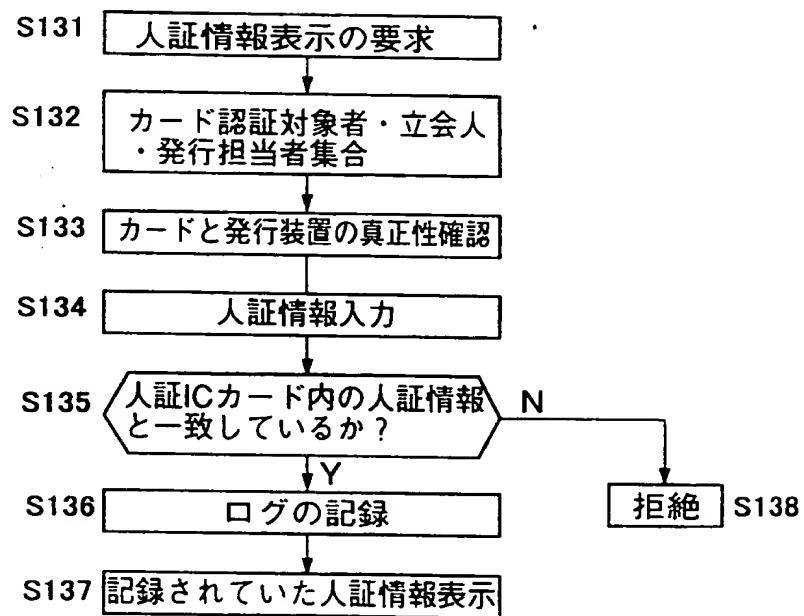 S131
人証情報表示の要求
S132
カード認証対象者・立会人
・発行担当者集合
S133
カードと発行装置の真正性確認
S134
人証情報入力
S135
人証ICカード内の人証情報
と一致しているか？
N
Y
S136
ログの記録
拒絶
S138
S137
記録されていた人証情報表示